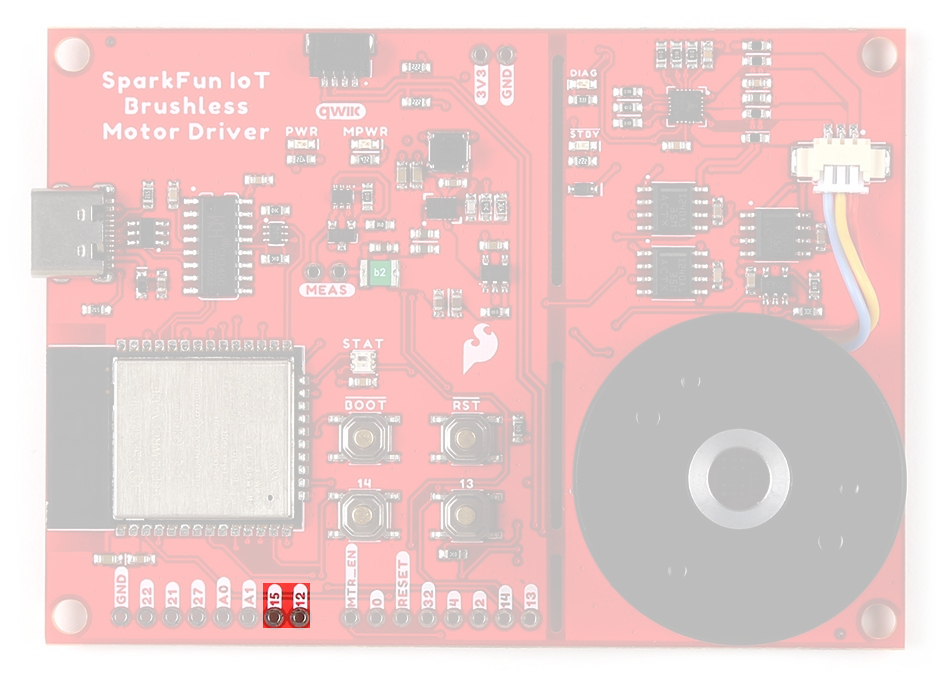 SparkFun IoT
Brushless
Motor Driver
qwiic
3V3
GND
DIAG
STBY
PWR
MPWR
MEAS
b2
STAT
BOOT
RST
14
13
GND
22
21
27
A0
A1
15
12
MTR_EN
0
RESET
32
4
2
14
13